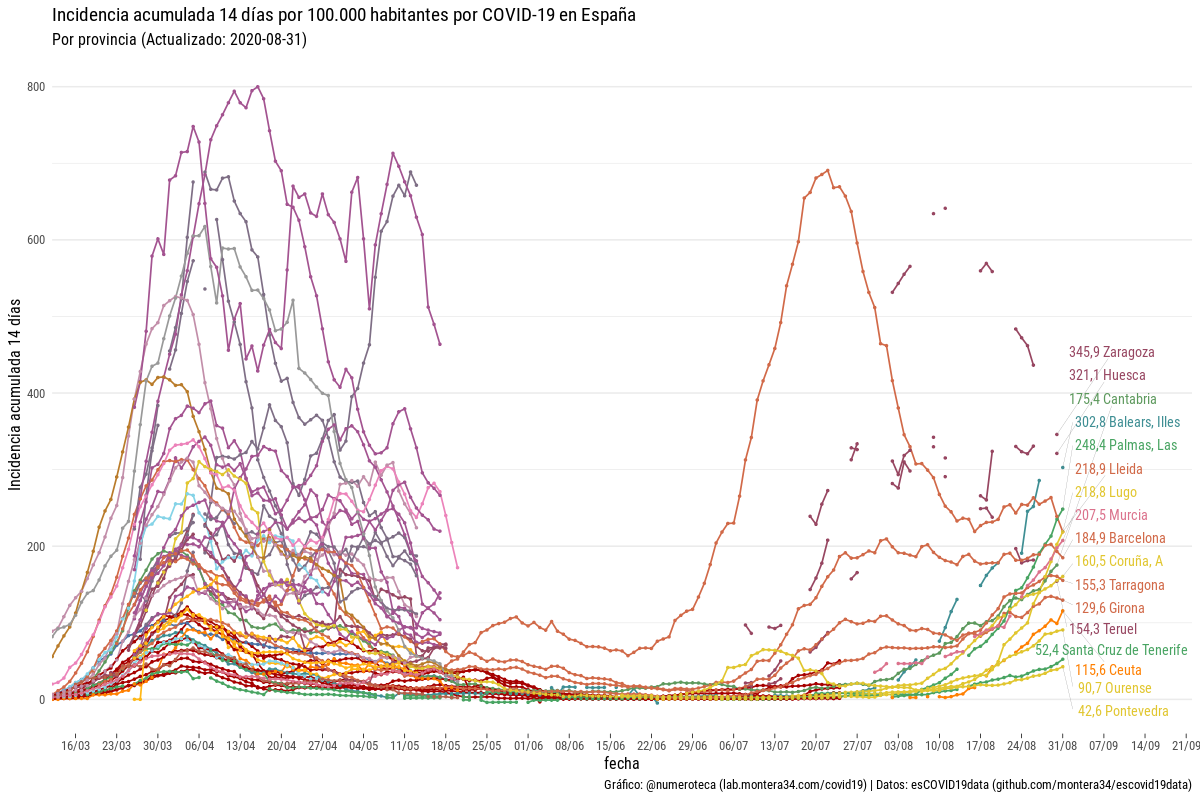 Incidencia acumulada 14 días por 100.000 habitantes por COVID-19 en España
Por provincia (Actualizado: 2020-08-31)
Incidencia acumulada 14 días
800
600
400
200
0
345,9 Zaragoza
321,1 Huesca
175,4 Cantabria
302,8 Balears, Illes
248,4 Palmas, Las
218,9 Lleida
218,8 Lugo
207,5 Murcia
184,9 Barcelona
160,5 Coruña, A
155,3 Tarragona
129,6 Girona
154,3 Teruel
52,4 Santa Cruz de Tenerife
115,6 Ceuta
90,7 Ourense
42,6 Pontevedra
16/03 23/03 30/03 06/04 13/04 20/04 27/04 04/05 11/05 18/05 25/05 01/06 08/06 15/06 22/06 29/06 06/07 13/07 20/07 27/07 03/08 10/08 17/08 24/08 31/08 07/09 14/09 21/09
fecha
Gráfico: @numeroteca (lab.montera34.com/covid19) | Datos: esCOVID19data (github.com/montera34/escovid19data)